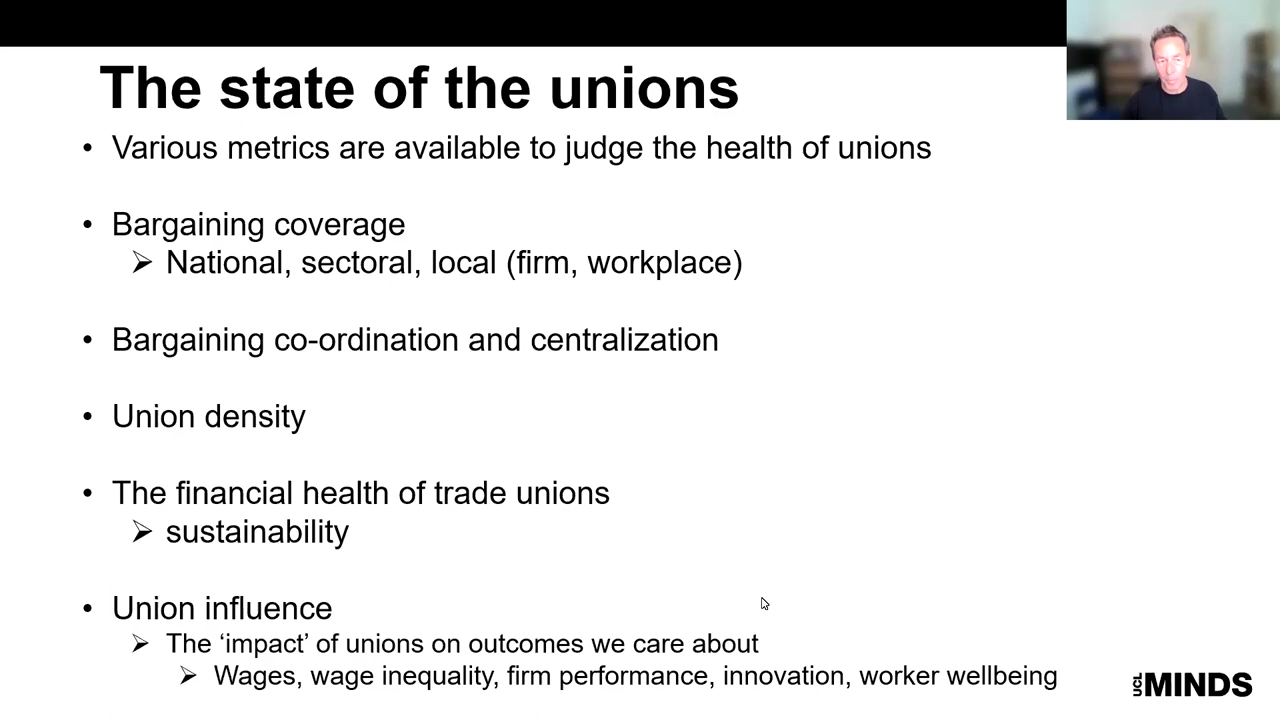 The state of the unions
• Various metrics are available to judge the health of unions
• Bargaining coverage
➢ National, sectoral, local (firm, workplace)
• Bargaining co-ordination and centralization
• Union density
• The financial health of trade unions
➢ sustainability
• Union influence
➢ The ‘impact’ of unions on outcomes we care about
➢ Wages, wage inequality, firm performance, innovation, worker wellbeing
UCL MINDS